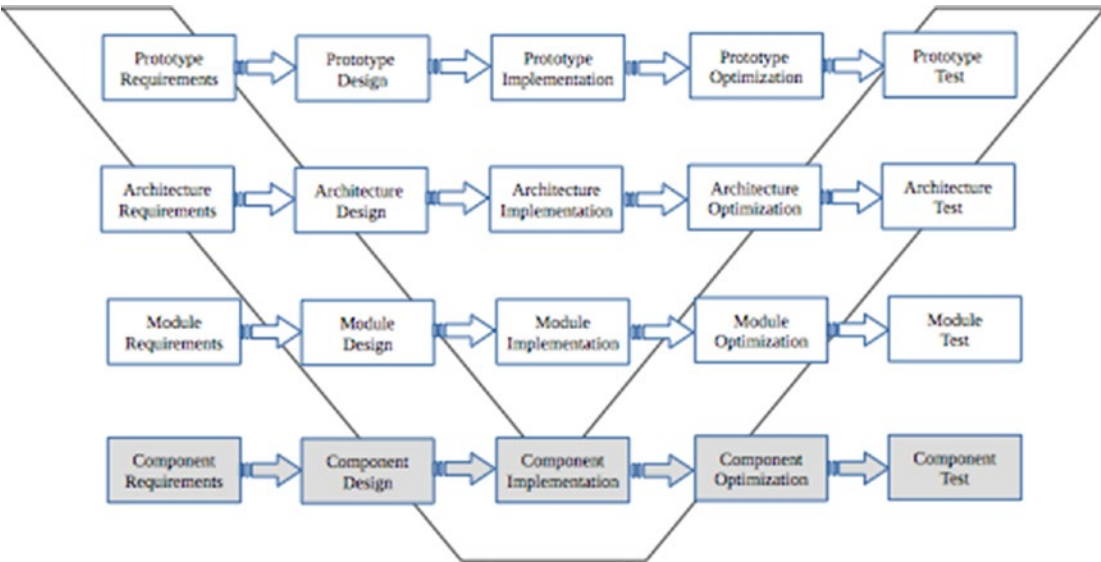 Prototype
Requirements
Prototype
Design
Prototype
Implementation
Prototype
Optimization
Prototype
Test
Architecture
Requirements
Architecture
Design
Architecture
Implementation
Architecture
Optimization
Architecture
Test
Module
Requirements
Module
Design
Module
Implementation
Module
Optimization
Module
Test
Component
Requirements
Component
Design
Component
Implementation
Component
Optimization
Component
Test